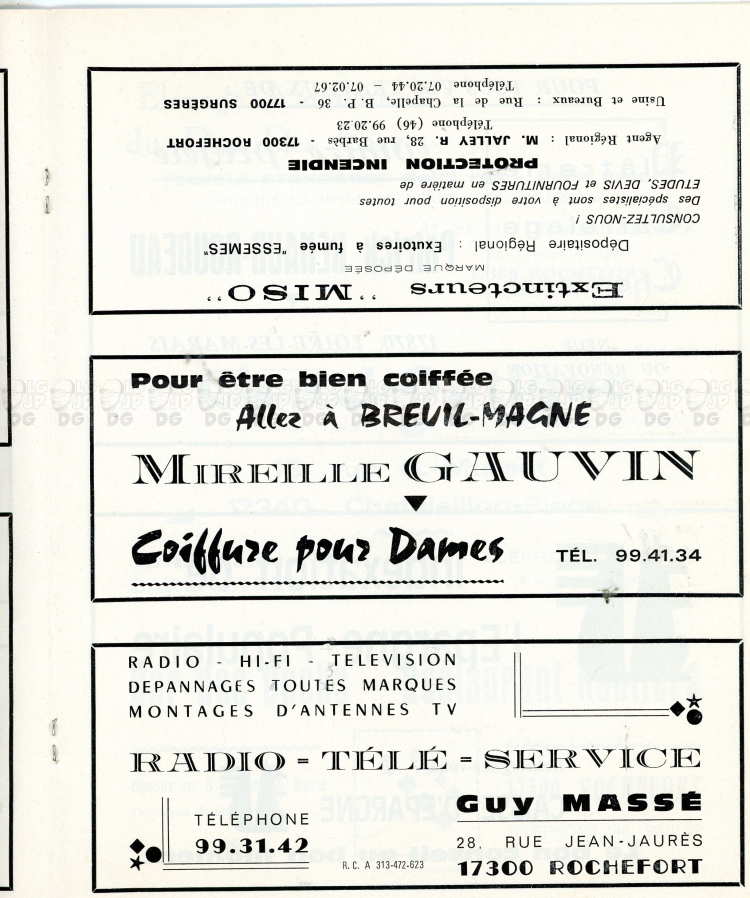 Extincteurs "MISO"
MARQUE DÉPOSÉE
Dépositaire Régional : Exutoires à fumée "ESSEMES"
CONSULTEZ-NOUS !
Des spécialistes sont à votre disposition pour toutes
ETUDES, DEVIS et FOURNITURES en matière de
PROTECTION INCENDIE
Agent Régional : M. JALLEY R. 28, rue Barbès - 17300 ROCHEFORT
Téléphone (46) 99.20.23
Usine et Bureaux : Rue de la Chapelle, B. P. 36 - 17700 SURGÈRES
Téléphone 07.20.44 - 07.02.67
Pour être bien coiffée
Allez à BREUIL-MAGNÉ
MIREILLE GAUVIN
Coiffure pour Dames
TÉL. 99.41.34
RADIO - HI-FI - TELEVISION
DEPANNAGES TOUTES MARQUES
MONTAGES D'ANTENNES TV
RADIO = TÉLÉ = SERVICE
GUY MASSÉ
TÉLÉPHONE
99.31.42
28, RUE JEAN-JAURÈS
R.C. A 313-472-623
17300 ROCHEFORT